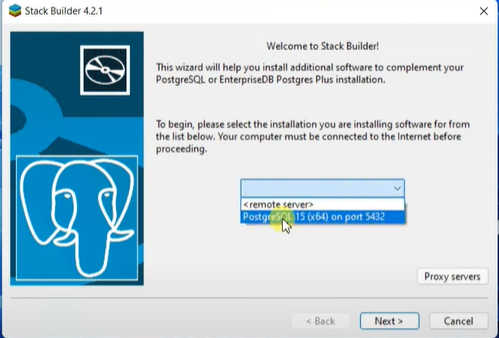 Stack Builder 4.2.1
Welcome to Stack Builder!
This wizard will help you install additional software to complement your
PostgreSQL or EnterpriseDB Postgres Plus installation.
To begin, please select the installation you are installing software for from
the list below. Your computer must be connected to the Internet before
proceeding.
<remote server>
PostgreSQL 15 (x64) on port 5432
Proxy servers
< Back
Next >
Cancel